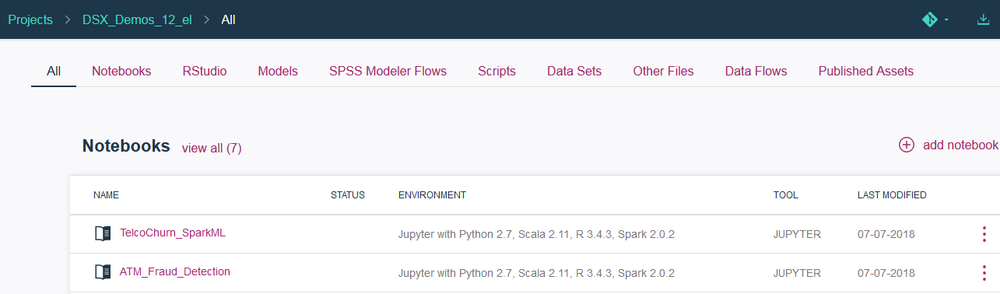 Projects > DSX_Demos_12_el > All
All Notebooks RStudio Models SPSS Modeler Flows Scripts Data Sets Other Files Data Flows Published Assets
Notebooks view all (7) add notebook
NAME STATUS ENVIRONMENT TOOL LAST MODIFIED
TelcoChurn_SparkML Jupyter with Python 2.7, Scala 2.11, R 3.4.3, Spark 2.0.2 JUPYTER 07-07-2018
ATM_Fraud_Detection Jupyter with Python 2.7, Scala 2.11, R 3.4.3, Spark 2.0.2 JUPYTER 07-07-2018